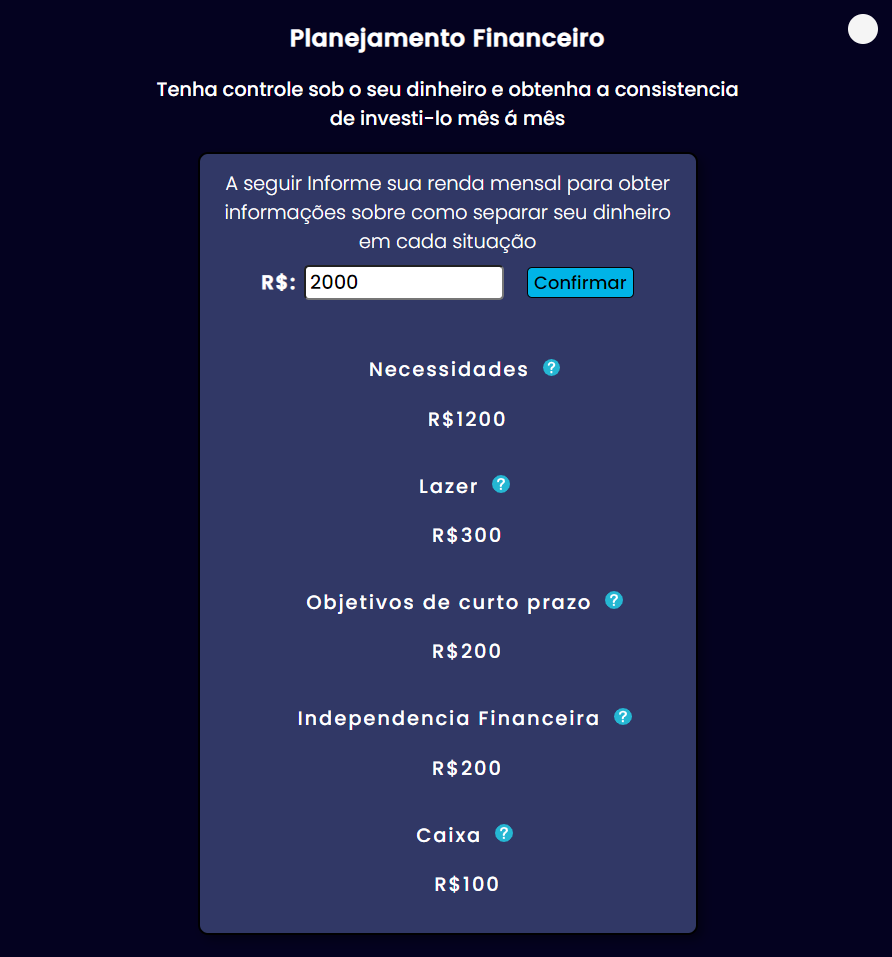 Planejamento Financeiro
Tenha controle sob o seu dinheiro e obtenha a consistencia
de investi-lo mês á mês
A seguir Informe sua renda mensal para obter
informações sobre como separar seu dinheiro
em cada situação
R$: 2000 Confirmar
Necessidades ?
R$1200
Lazer ?
R$300
Objetivos de curto prazo ?
R$200
Independencia Financeira ?
R$200
Caixa ?
R$100